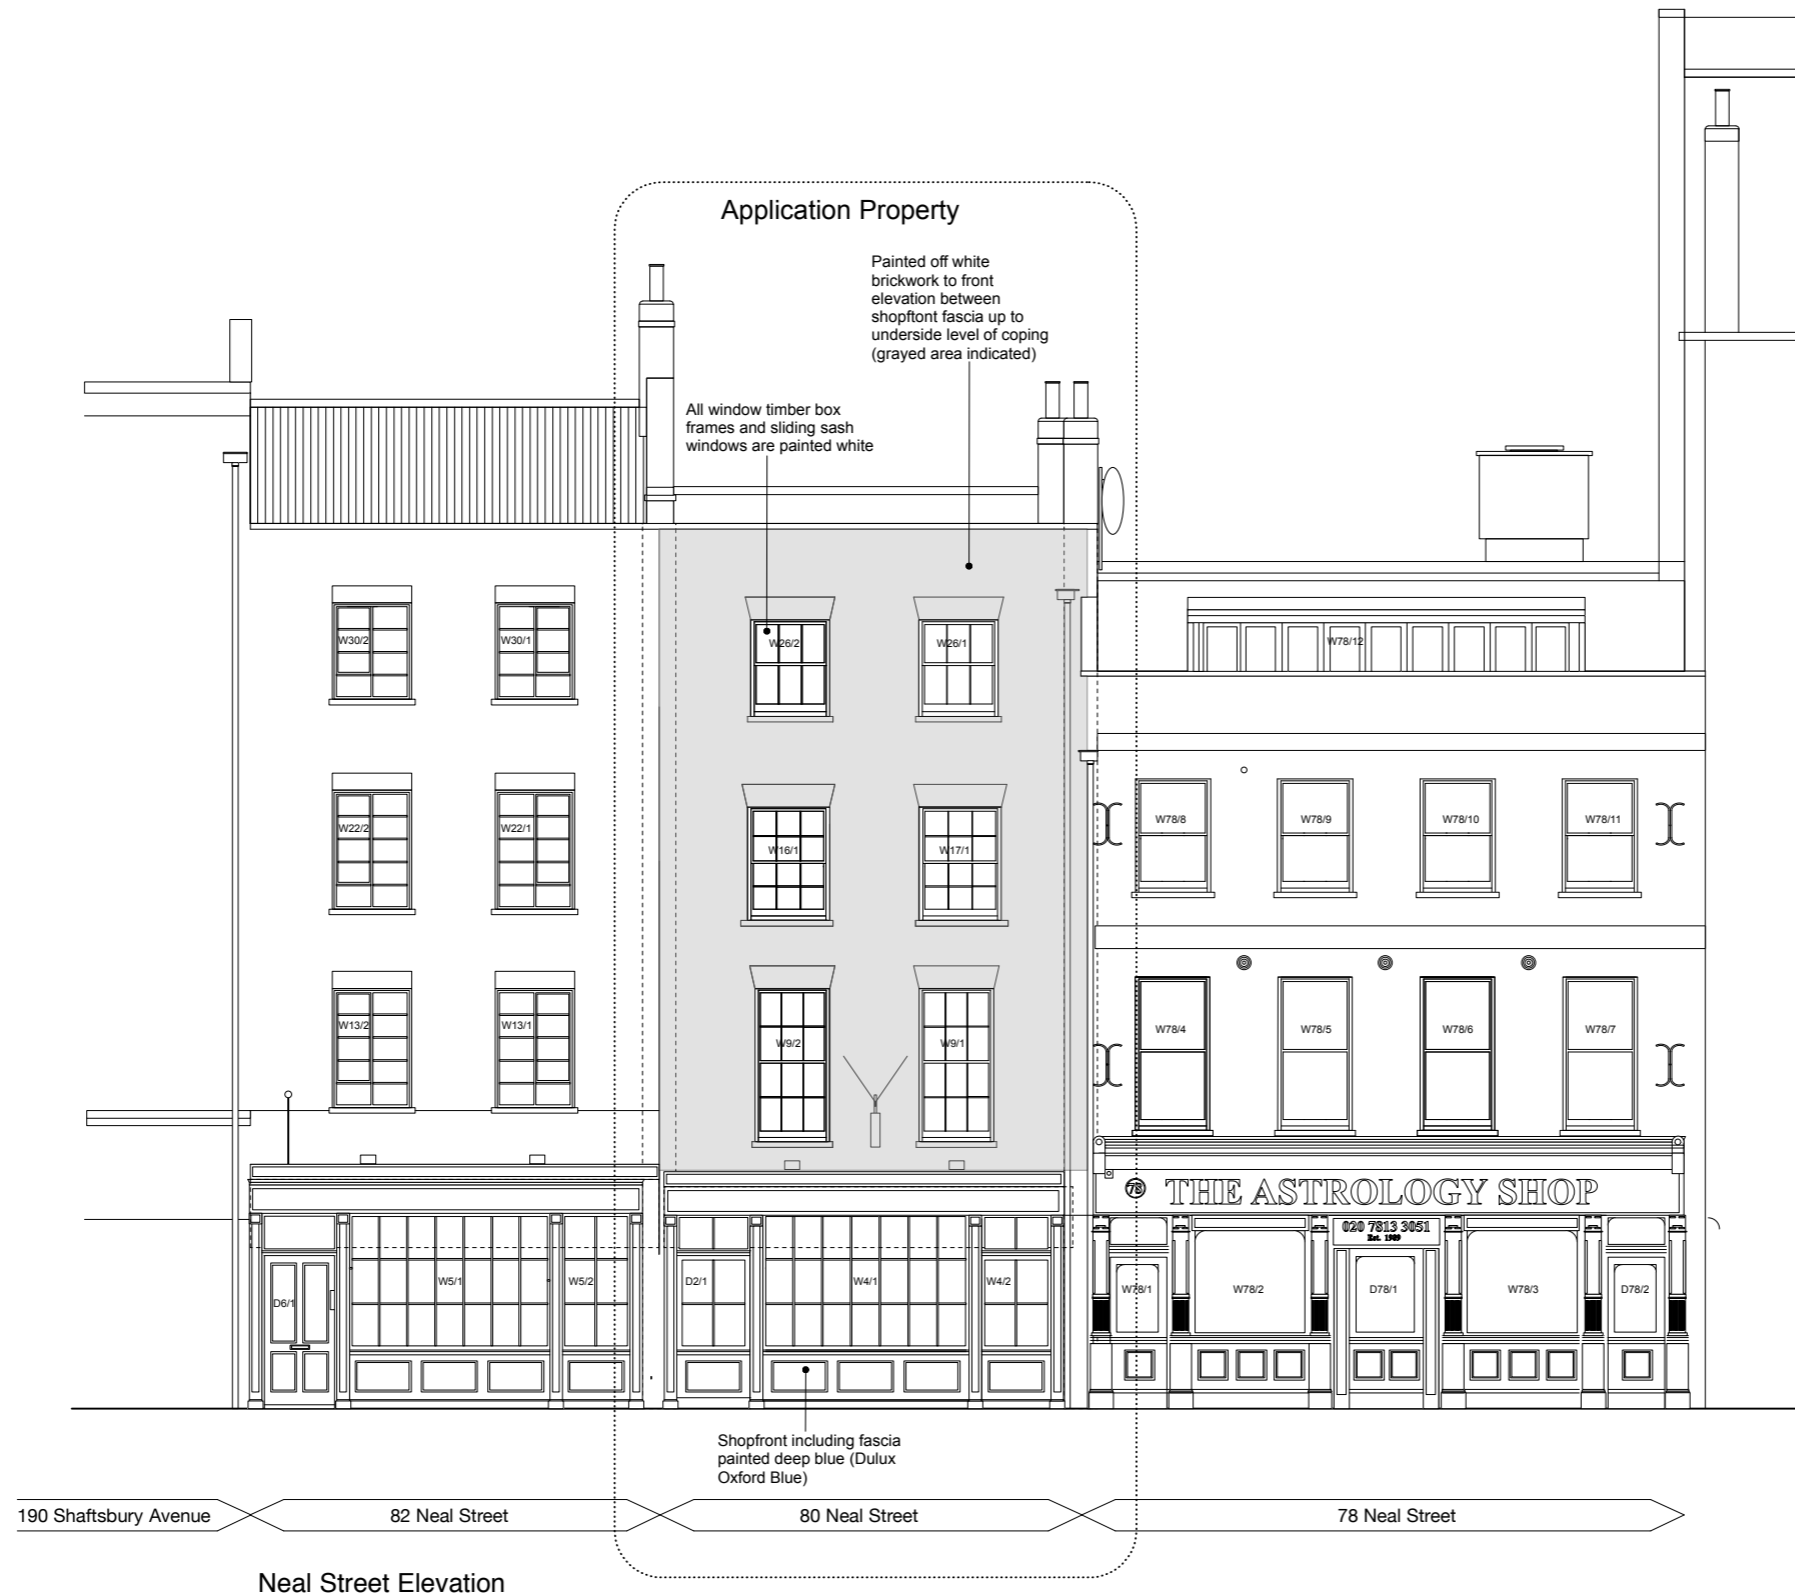 Application Property
Painted off white
brickwork to front
elevation between
shopftont fascia up to
underside level of coping
(grayed area indicated)
All window timber box
frames and sliding sash
windows are painted white
W30/2
W30/1
W26/2
W26/1
W78/12
W22/2
W22/1
W16/1
W17/1
W78/8
W78/9
W78/10
W78/11
W13/2
W13/1
W9/2
W9/1
W78/4
W78/5
W78/6
W78/7
78 THE ASTROLOGY SHOP
020 7813 3051
Est. 1989
D6/1
W5/1
W5/2
D2/1
W4/1
W4/2
W78/1
W78/2
D78/1
W78/3
D78/2
Shopfront including fascia
painted deep blue (Dulux
Oxford Blue)
190 Shaftsbury Avenue
82 Neal Street
80 Neal Street
78 Neal Street
Neal Street Elevation